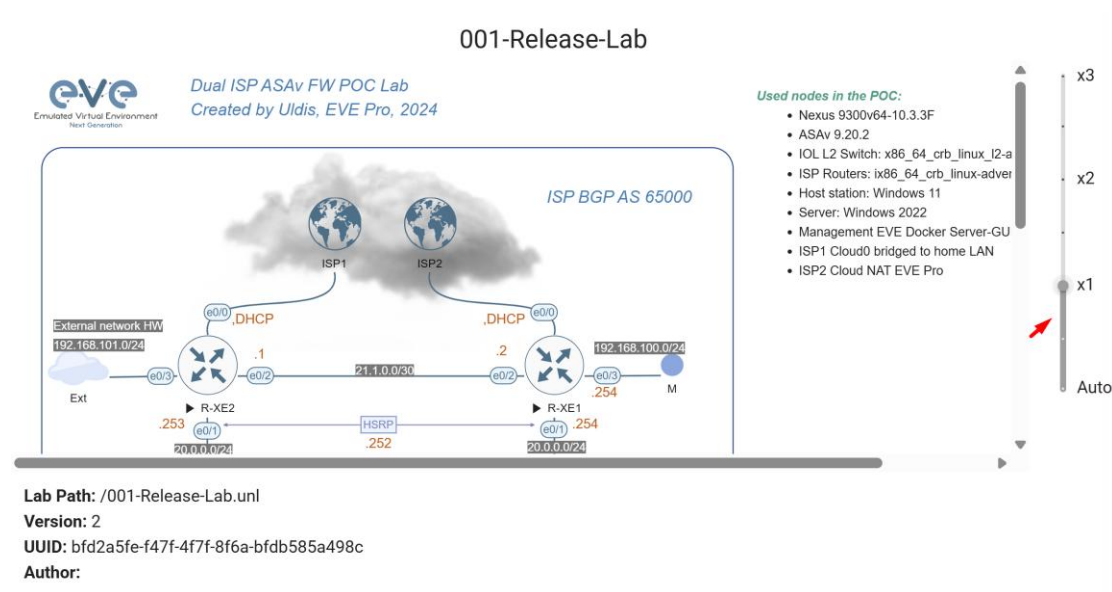 001-Release-Lab
eve
Emulated Virtual Environment
Next Generation
Dual ISP ASAv FW POC Lab
Created by Uldis, EVE Pro, 2024
Used nodes in the POC:
Nexus 9300v64-10.3.3F
ASAv 9.20.2
IOL L2 Switch: x86_64_crb_linux_l2-a
ISP Routers: ix86_64_crb_linux-adver
Host station: Windows 11
Server: Windows 2022
Management EVE Docker Server-GU
ISP1 Cloud0 bridged to home LAN
ISP2 Cloud NAT EVE Pro
x3
x2
x1
Auto
ISP BGP AS 65000
ISP1
ISP2
e0/0
,DHCP
,DHCP
e0/0
External network HW
192.168.101.0/24
.1
.2
192.168.100.0/24
e0/3
e0/2
21.1.0.0/30
e0/2
e0/3
.254
Ext
M
R-XE2
R-XE1
.253
e0/1
HSRP
.252
e0/1
.254
20.0.0.0/24
20.0.0.0/24
Lab Path: /001-Release-Lab.unl
Version: 2
UUID: bfd2a5fe-f47f-4f7f-8f6a-bfdb585a498c
Author: